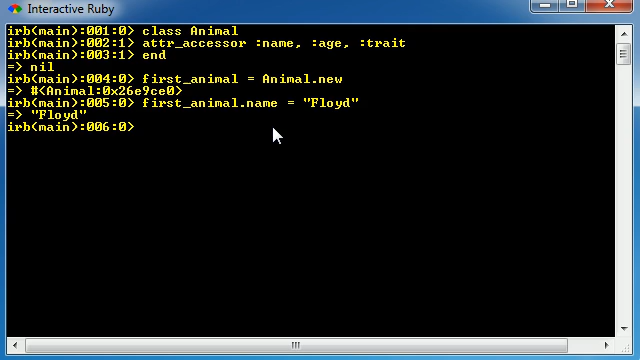 Interactive Ruby
irb(main):001:0> class Animal
irb(main):002:1> attr_accessor :name, :age, :trait
irb(main):003:1> end
=> nil
irb(main):004:0> first_animal = Animal.new
=> #<Animal:0x26e9ce0>
irb(main):005:0> first_animal.name = "Floyd"
=> "Floyd"
irb(main):006:0>